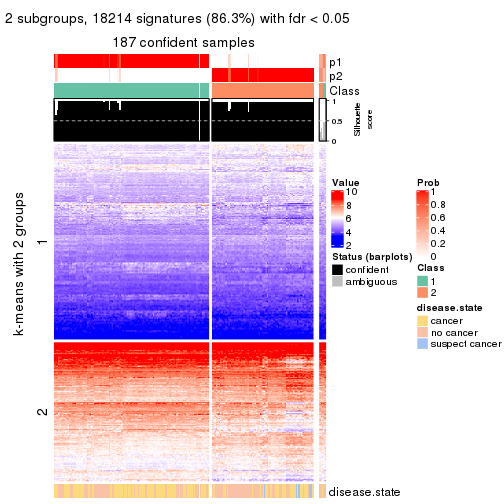 2 subgroups, 18214 signatures (86.3%) with fdr < 0.05
187 confident samples
p1
p2
Class
1
0.5
0
Silhouette
score
k-means with 2 groups
1
2
disease.state
Value
10
8
6
4
2
Status (barplots)
confident
ambiguous
Prob
1
0.8
0.6
0.4
0.2
0
Class
1
2
disease.state
cancer
no cancer
suspect cancer